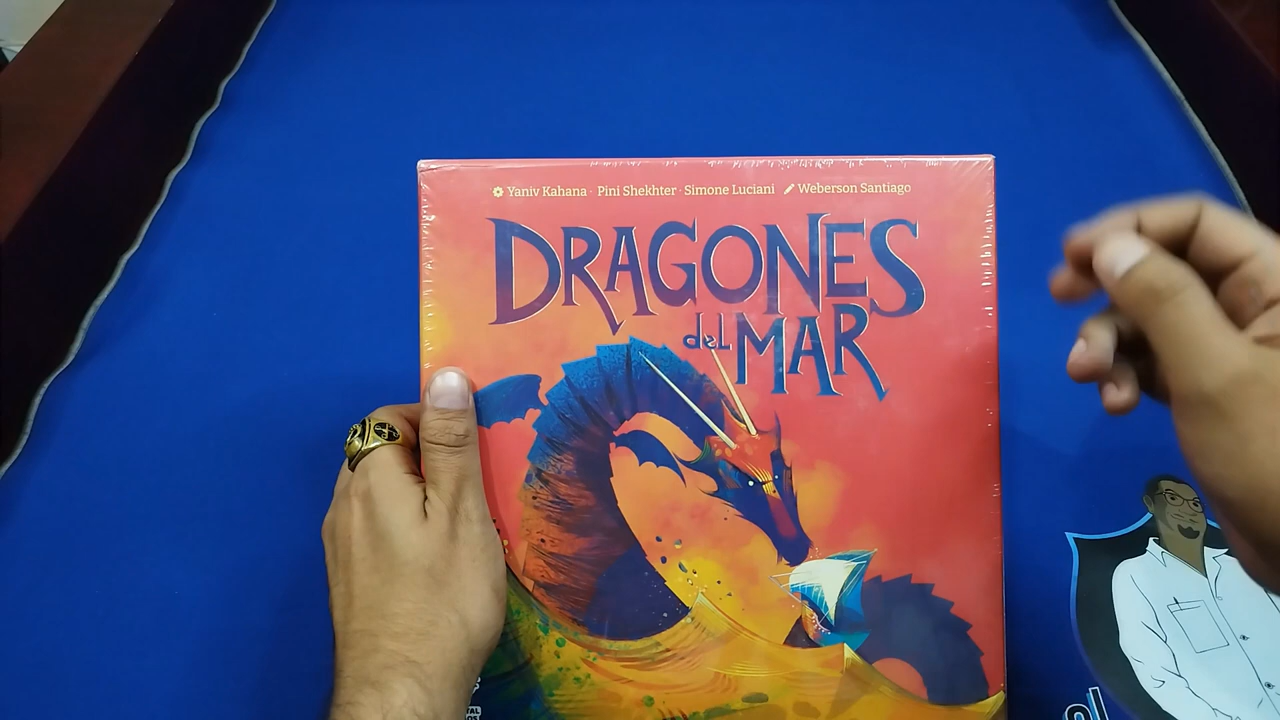 Yaniv Kahana · Pini Shekhter · Simone Luciani Weberson Santiago
DRAGONES
del MAR